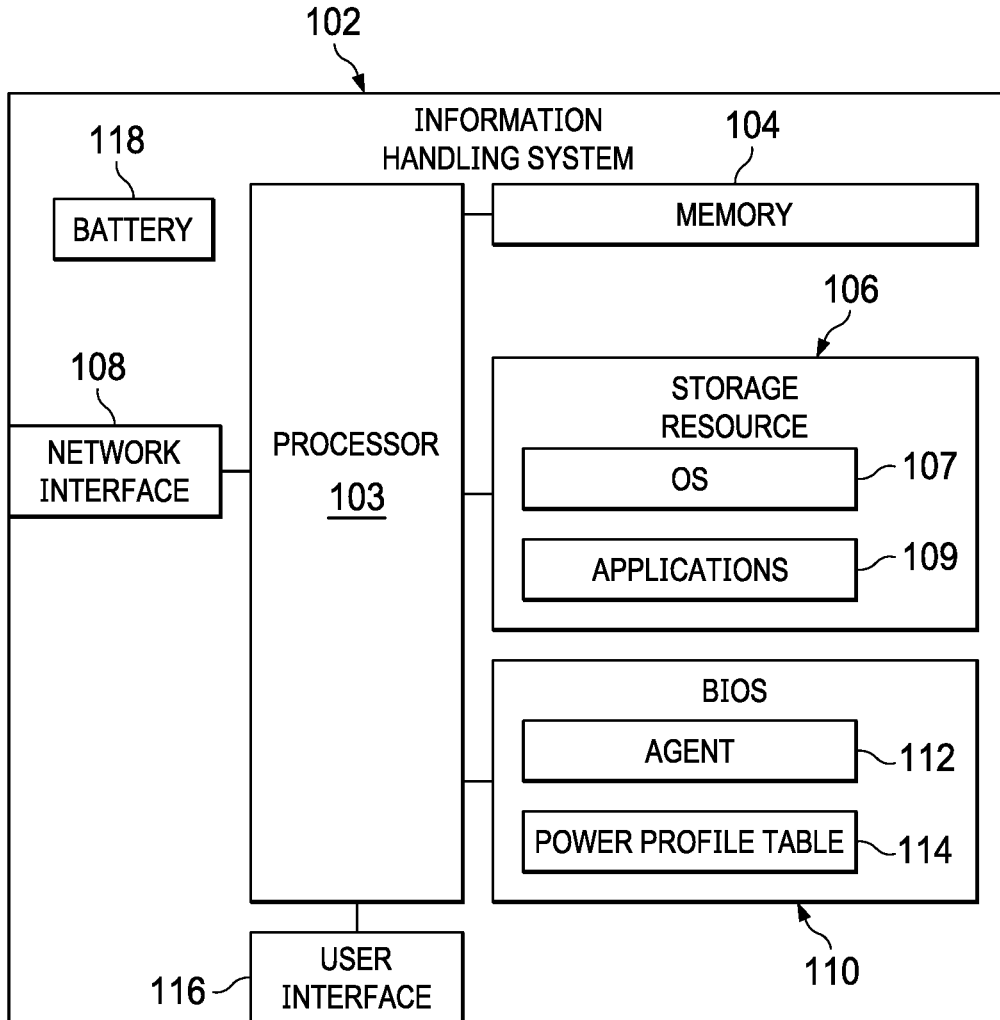 102
INFORMATION
HANDLING SYSTEM
118
BATTERY
104
MEMORY
106
STORAGE
RESOURCE
OS
107
APPLICATIONS
109
108
NETWORK
INTERFACE
PROCESSOR
103
BIOS
AGENT
112
POWER PROFILE TABLE
114
110
116
USER
INTERFACE